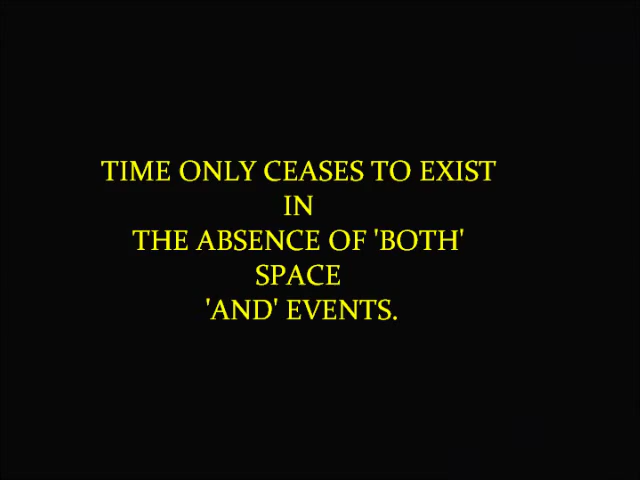 TIME ONLY CEASES TO EXIST
IN
THE ABSENCE OF 'BOTH'
SPACE
'AND' EVENTS.